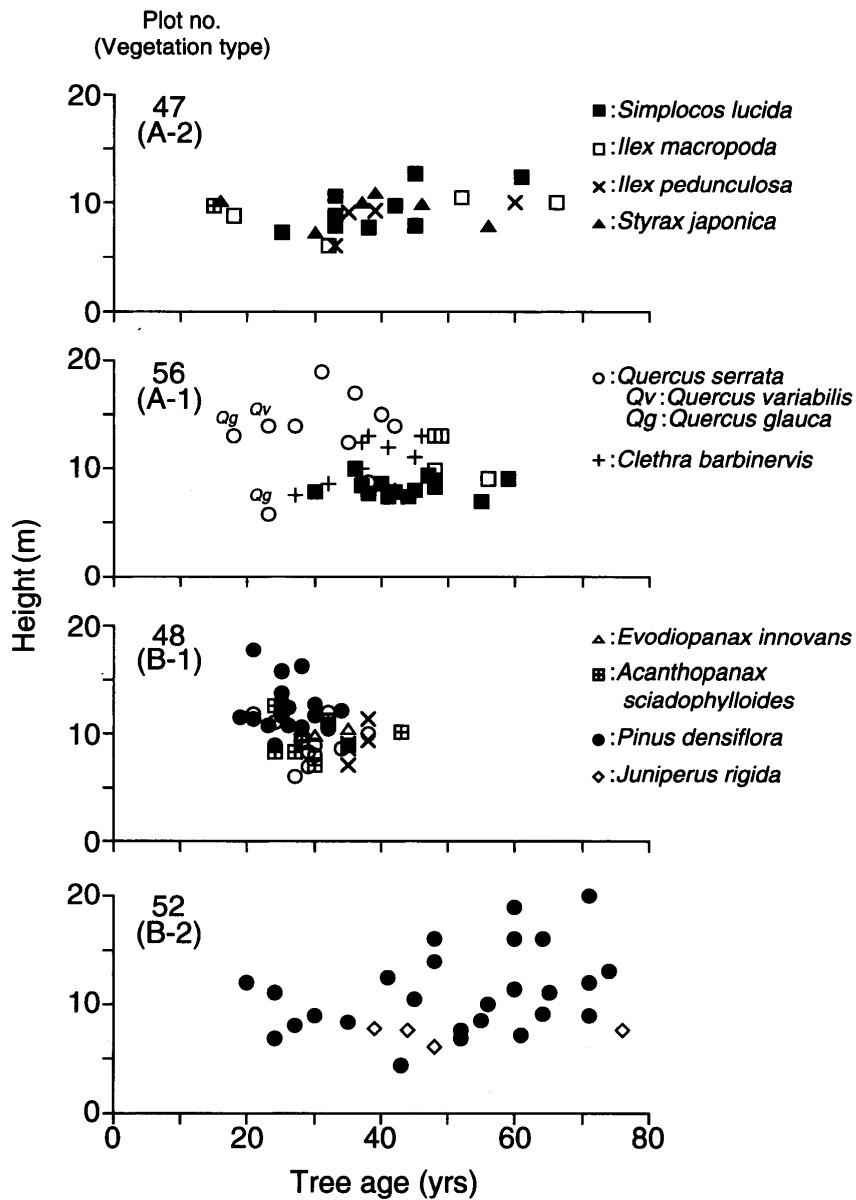 Plot no.
(Vegetation type)
20
47
(A-2)
10
0
■:Simplocos lucida
□:Ilex macropoda
×:Ilex pedunculosa
▲:Styrax japonica
20
56
(A-1)
Qg
Qv
Qg
10
0
○:Quercus serrata
Qv:Quercus variabilis
Qg:Quercus glauca
+:Clethra barbinervis
Height (m)
20
48
(B-1)
10
0
△:Evodiopanax innovans
⊞:Acanthopanax
sciadophylloides
●:Pinus densiflora
◇:Juniperus rigida
20
52
(B-2)
10
0
0 20 40 60 80
Tree age (yrs)